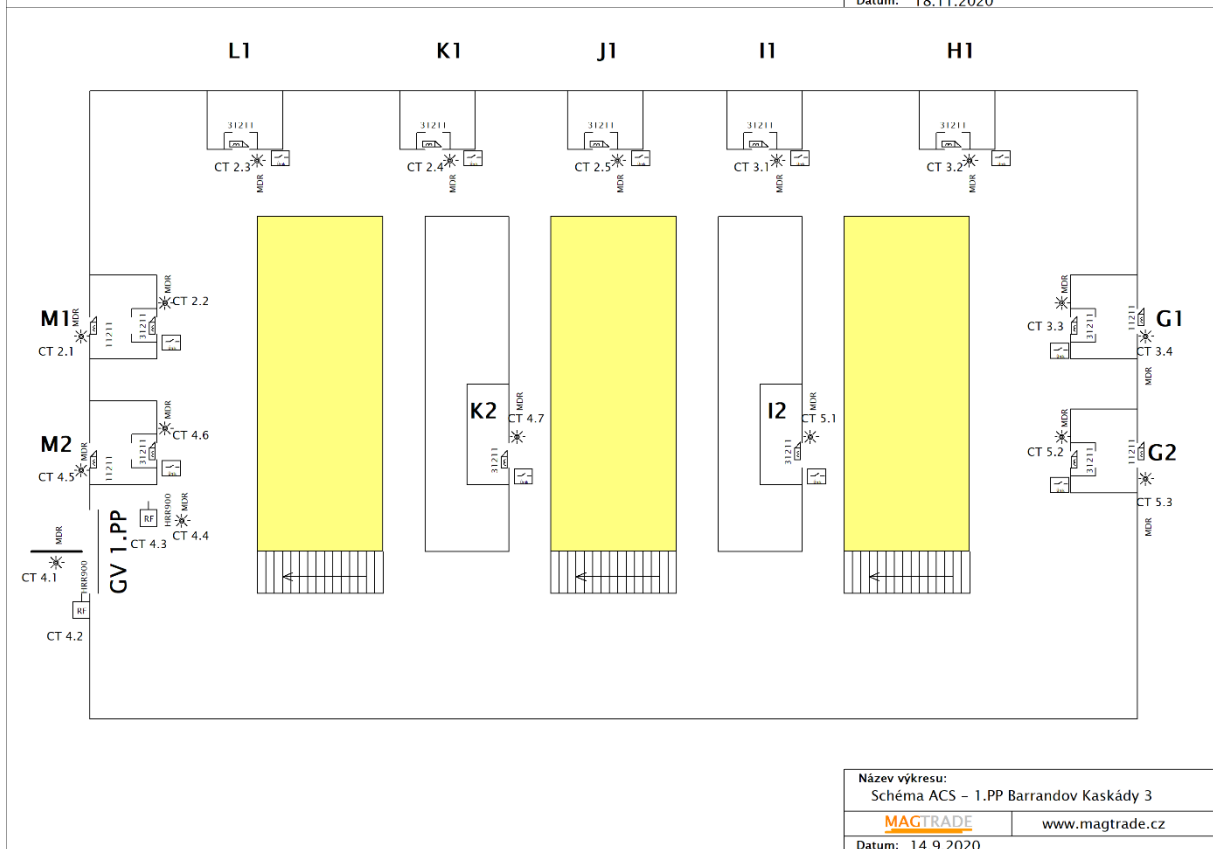 Datum: 18.11.2020
L1 K1 J1 I1 H1
31211 31211 31211 31211 31211
CT 2.3 CT 2.4 CT 2.5 CT 3.1 CT 3.2
MDR MDR MDR MDR MDR
MDR MDR
CT 2.2
M1 MDR 11211 31211
CT 2.1
CT 3.3 31211 11211 G1
CT 3.4
MDR
MDR K2 MDR I2 MDR MDR
CT 4.7 CT 5.1
CT 4.6
M2 MDR 11211 31211
CT 4.5
31211 31211
CT 5.2 31211 11211 G2
CT 5.3
MDR
GV 1.PP
RF HRR900 MDR
CT 4.3 CT 4.4
MDR
CT 4.1
HRR900
RF
CT 4.2
Název výkresu:
Schéma ACS – 1.PP Barrandov Kaskády 3
MAGTRADE www.magtrade.cz
Datum: 14.9.2020